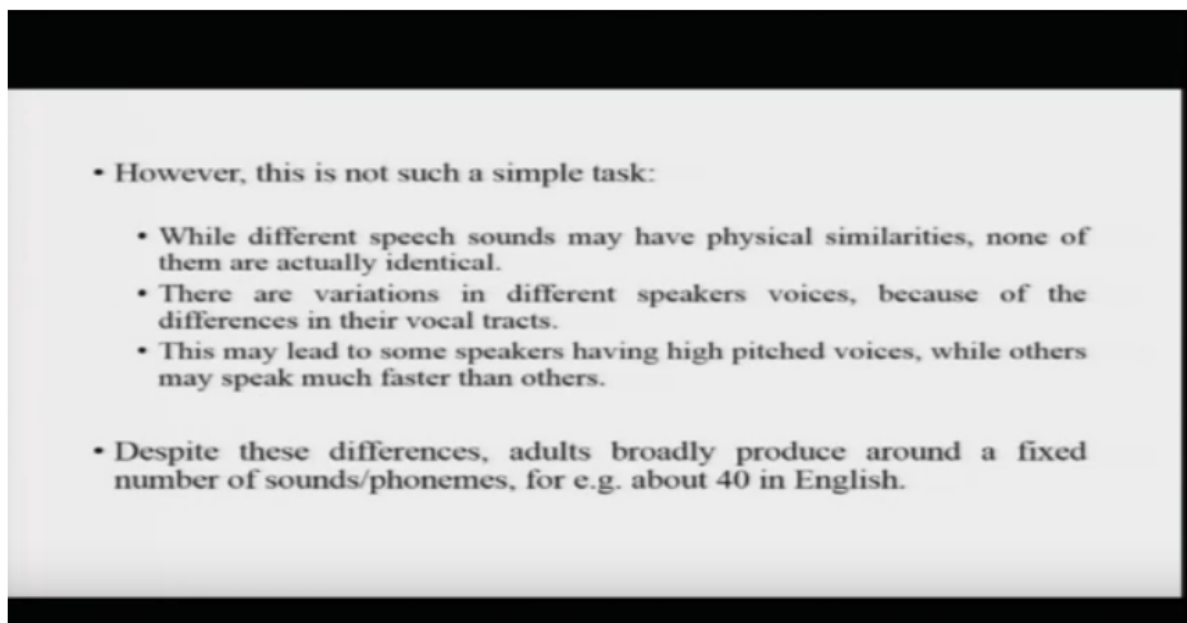 • However, this is not such a simple task:
• While different speech sounds may have physical similarities, none of
them are actually identical.
• There are variations in different speakers voices, because of the
differences in their vocal tracts.
• This may lead to some speakers having high pitched voices, while others
may speak much faster than others.
• Despite these differences, adults broadly produce around a fixed
number of sounds/phonemes, for e.g. about 40 in English.